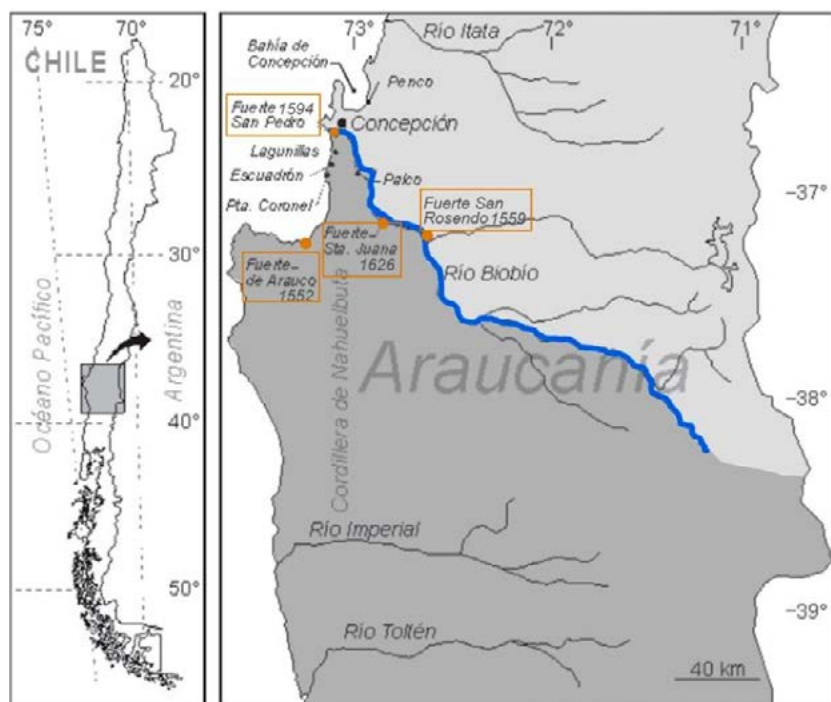 75°
70°
CHILE
20°
30°
40°
50°
Océano Pacífico
Argentina
73°
72°
71°
Río Itata
Bahía de
Concepción
Penco
Fuerte 1594
San Pedro
Concepción
Lagunillas
Escuadrón
Palco
Pta. Coronel
Fuerte San
Rosendo 1559
Fuerte
Sta. Juana
1626
Fuerte
de Arauco
1552
Río Biobío
Cordillera de Nahuelbuta
Araucanía
Río Imperial
Río Toltén
–37°
–38°
–39°
40 km